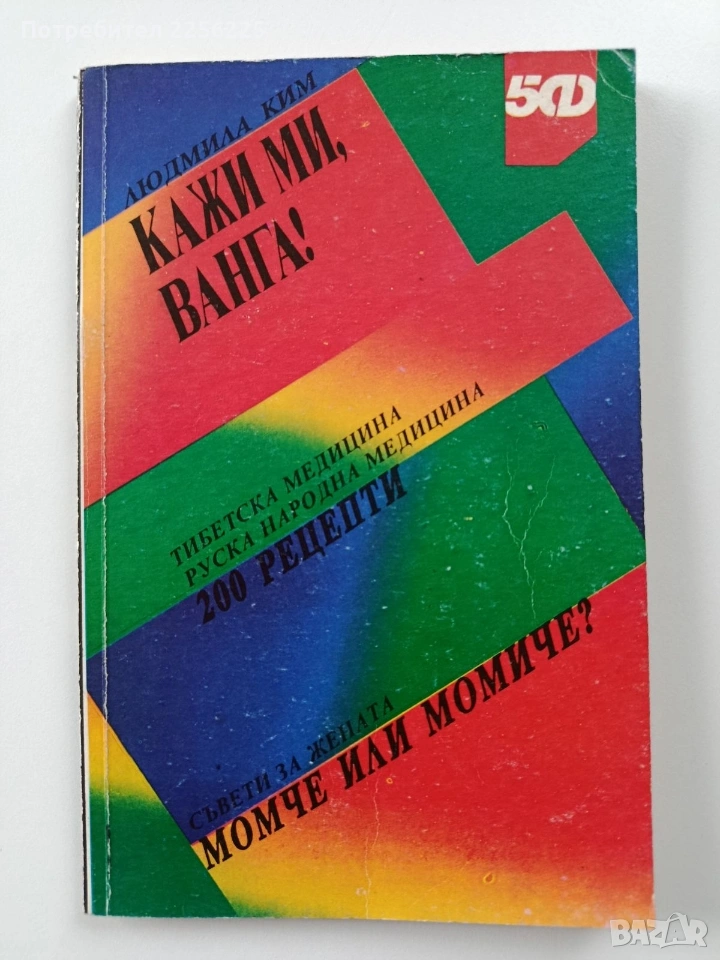 Потребител 2256325
5Ф
ЛЮДМИЛА КИМ
КАЖИ МИ,
ВАНГА!
ТИБЕТСКА МЕДИЦИНА
РУСКА НАРОДНА МЕДИЦИНА
200 РЕЦЕПТИ
СЪВЕТИ ЗА ЖЕНАТА
МОМЧЕ ИЛИ МОМИЧЕ?
BAZAR